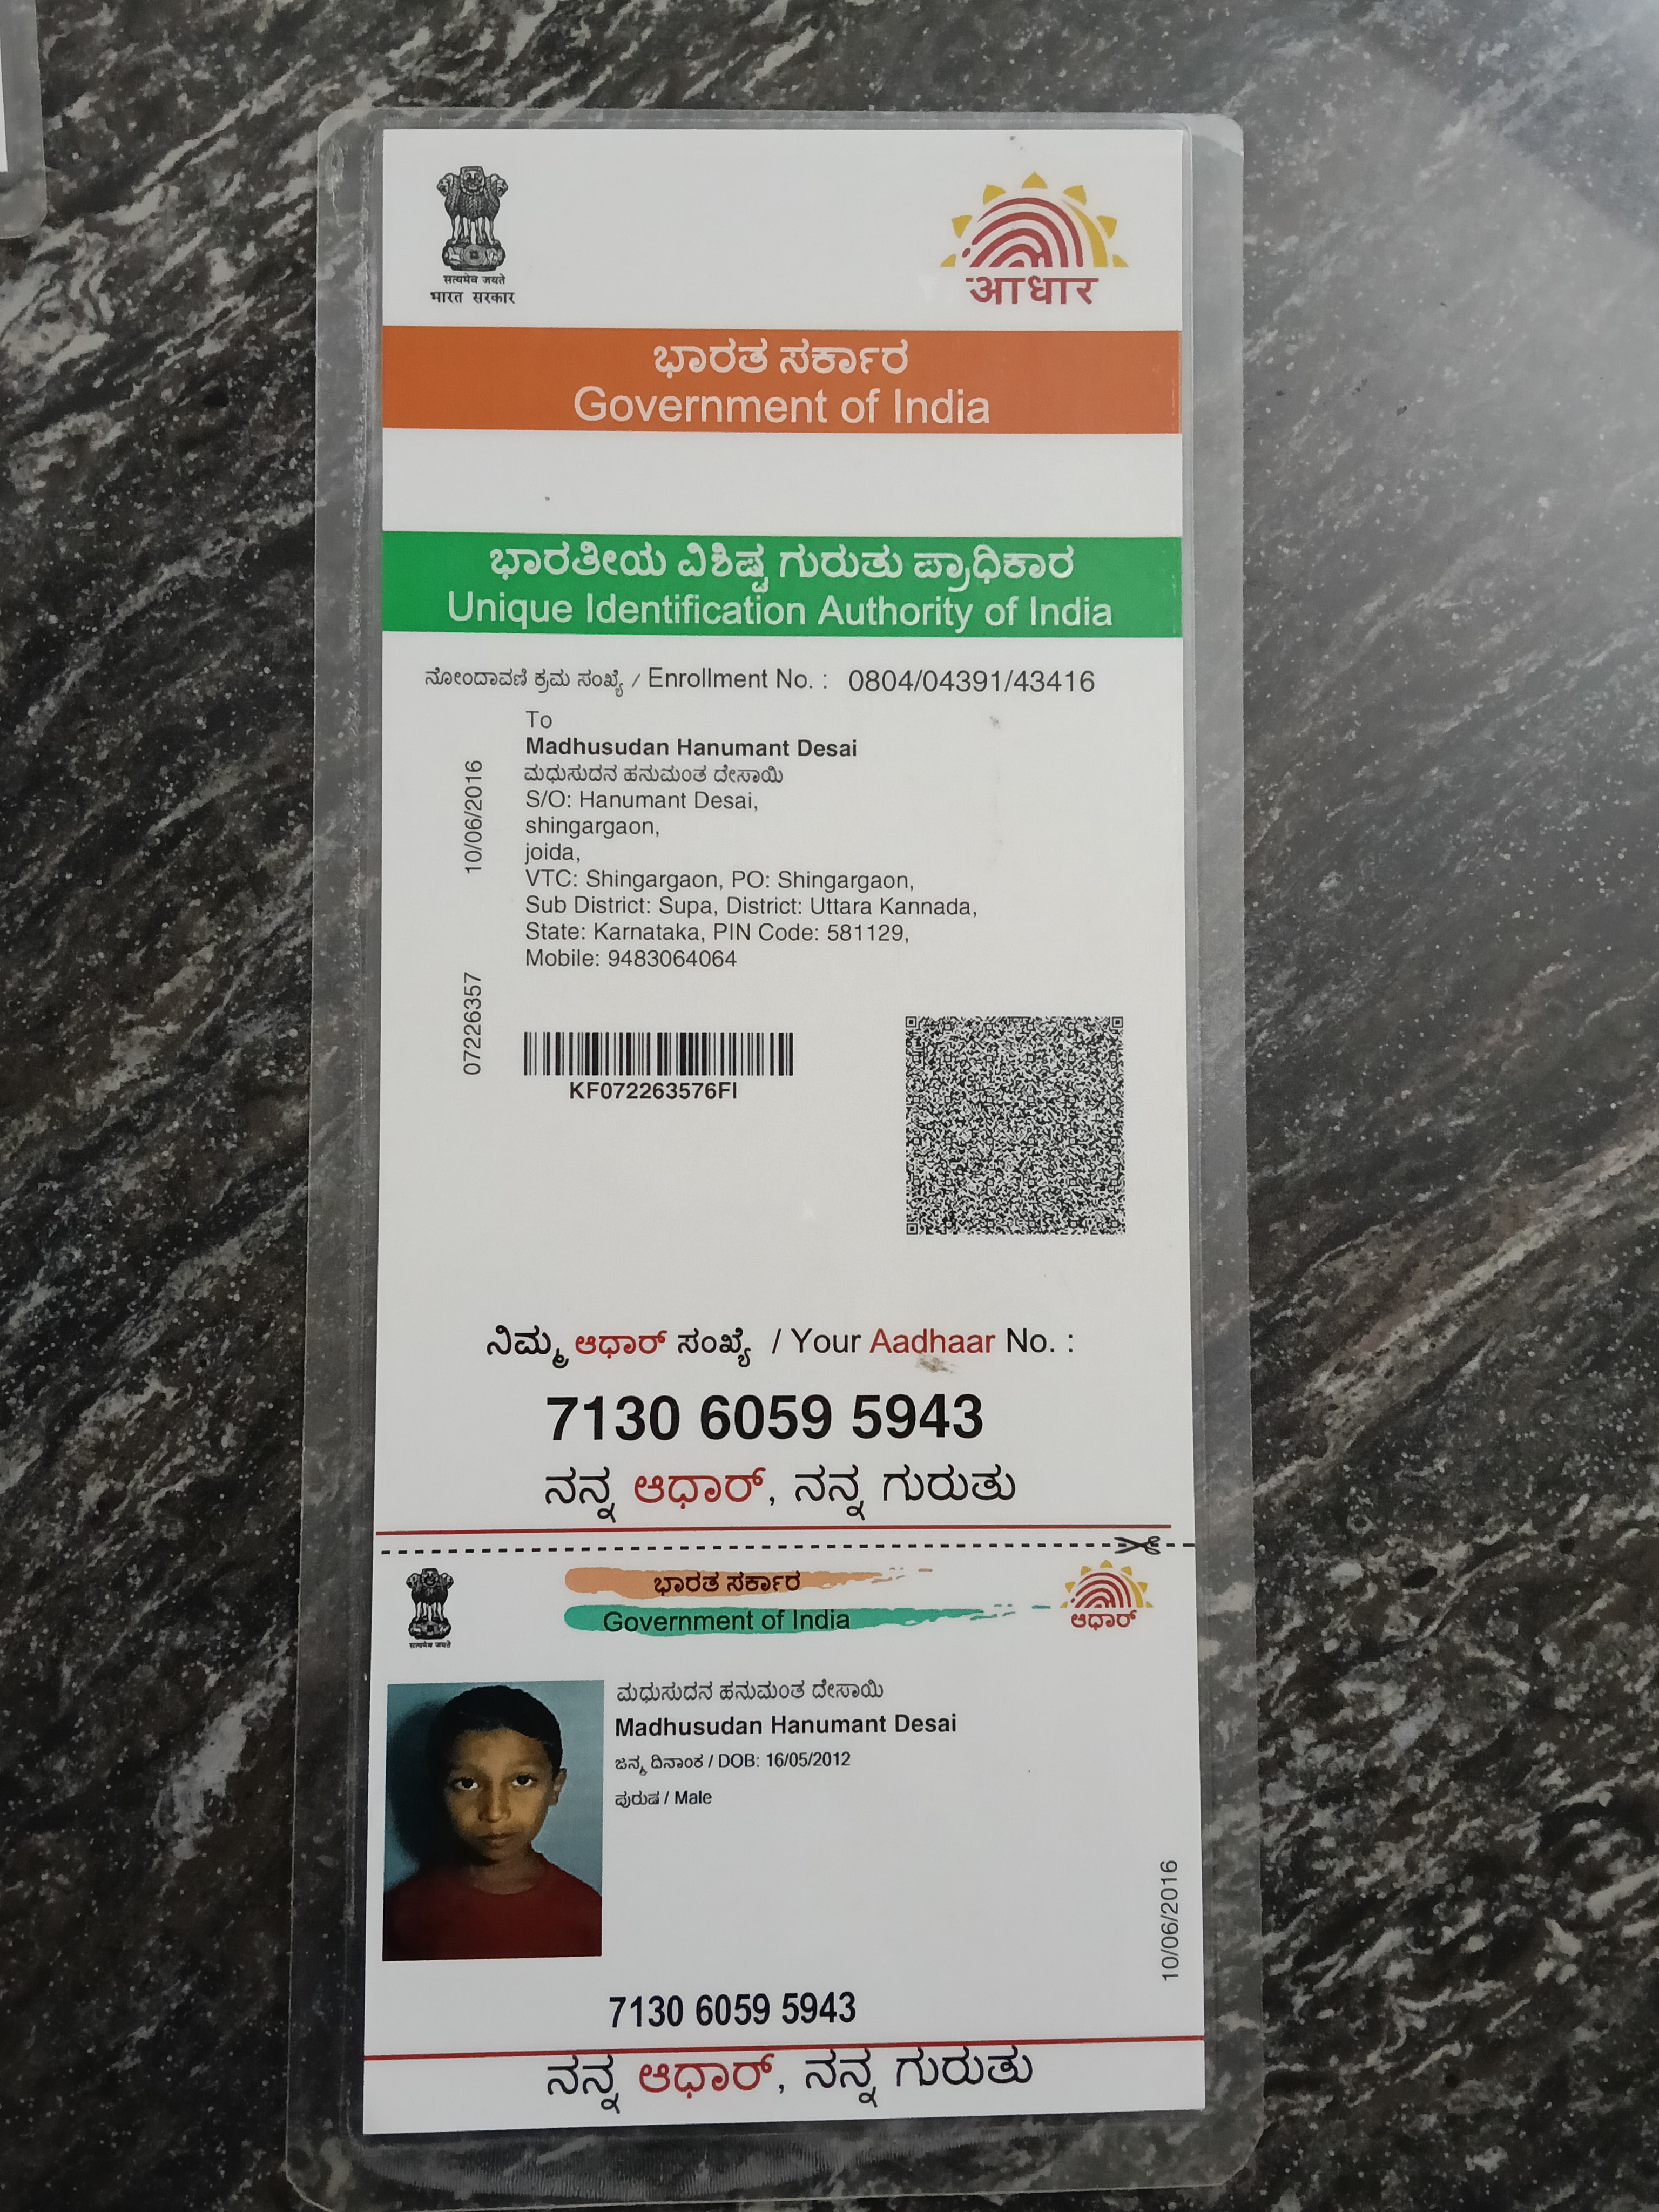 सत्यमेव जयते
भारत सरकार
आधार
ಭಾರತ ಸರ್ಕಾರ
Government of India
ಭಾರತೀಯ ವಿಶಿಷ್ಟ ಗುರುತು ಪ್ರಾಧಿಕಾರ
Unique Identification Authority of India
ನೋಂದಾವಣಿ ಕ್ರಮ ಸಂಖ್ಯೆ / Enrollment No. : 0804/04391/43416
To
Madhusudan Hanumant Desai
ಮಧುಸುದನ ಹನುಮಂತ ದೇಸಾಯಿ
S/O: Hanumant Desai,
shingargaon,
joida,
VTC: Shingargaon, PO: Shingargaon,
Sub District: Supa, District: Uttara Kannada,
State: Karnataka, PIN Code: 581129,
Mobile: 9483064064
10/06/2016
07226357
KF072263576FI
ನಿಮ್ಮ ಆಧಾರ್ ಸಂಖ್ಯೆ / Your Aadhaar No. :
7130 6059 5943
ನನ್ನ ಆಧಾರ್, ನನ್ನ ಗುರುತು
सत्यमेव जयते
ಭಾರತ ಸರ್ಕಾರ
Government of India
ಆಧಾರ್
ಮಧುಸುದನ ಹನುಮಂತ ದೇಸಾಯಿ
Madhusudan Hanumant Desai
ಜನ್ಮ ದಿನಾಂಕ / DOB: 16/05/2012
ಪುರುಷ / Male
10/06/2016
7130 6059 5943
ನನ್ನ ಆಧಾರ್, ನನ್ನ ಗುರುತು